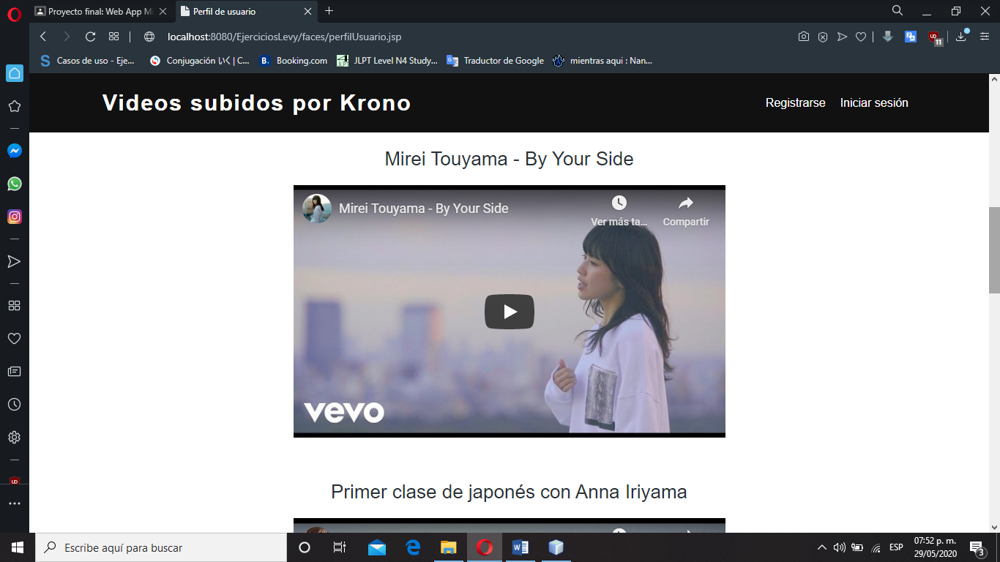 Proyecto final: Web App Mi
Perfil de usuario
localhost:8080/EjerciciosLevy/faces/perfilUsuario.jsp
11
S Casos de uso - Eje...
Conjugación いく | C...
B. Booking.com
JLPT Level N4 Study...
Traductor de Google
mientras aqui : Nan...
Videos subidos por Krono
Registrarse
Iniciar sesión
Mirei Touyama - By Your Side
Mirei Touyama - By Your Side
Ver más ta...
Compartir
vevo
Primer clase de japonés con Anna Iriyama
Escribe aquí para buscar
ESP
07:52 p. m.
29/05/2020
3